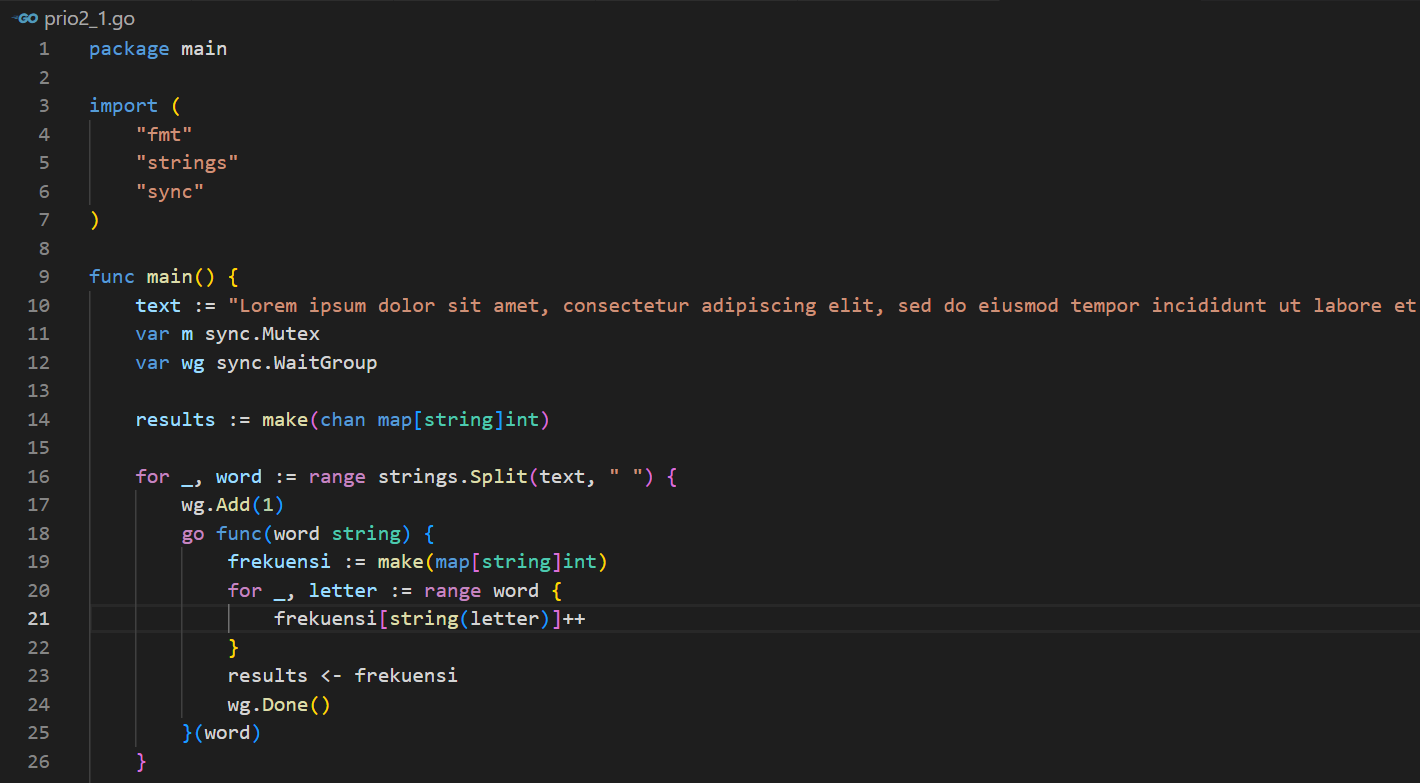 GO prio2_1.go
1 package main
2
3 import (
4     "fmt"
5     "strings"
6     "sync"
7 )
8
9 func main() {
10     text := "Lorem ipsum dolor sit amet, consectetur adipiscing elit, sed do eiusmod tempor incididunt ut labore et
11     var m sync.Mutex
12     var wg sync.WaitGroup
13
14     results := make(chan map[string]int)
15
16     for _, word := range strings.Split(text, " ") {
17         wg.Add(1)
18         go func(word string) {
19             frekuensi := make(map[string]int)
20             for _, letter := range word {
21                 frekuensi[string(letter)]++
22             }
23             results <- frekuensi
24             wg.Done()
25         }(word)
26     }